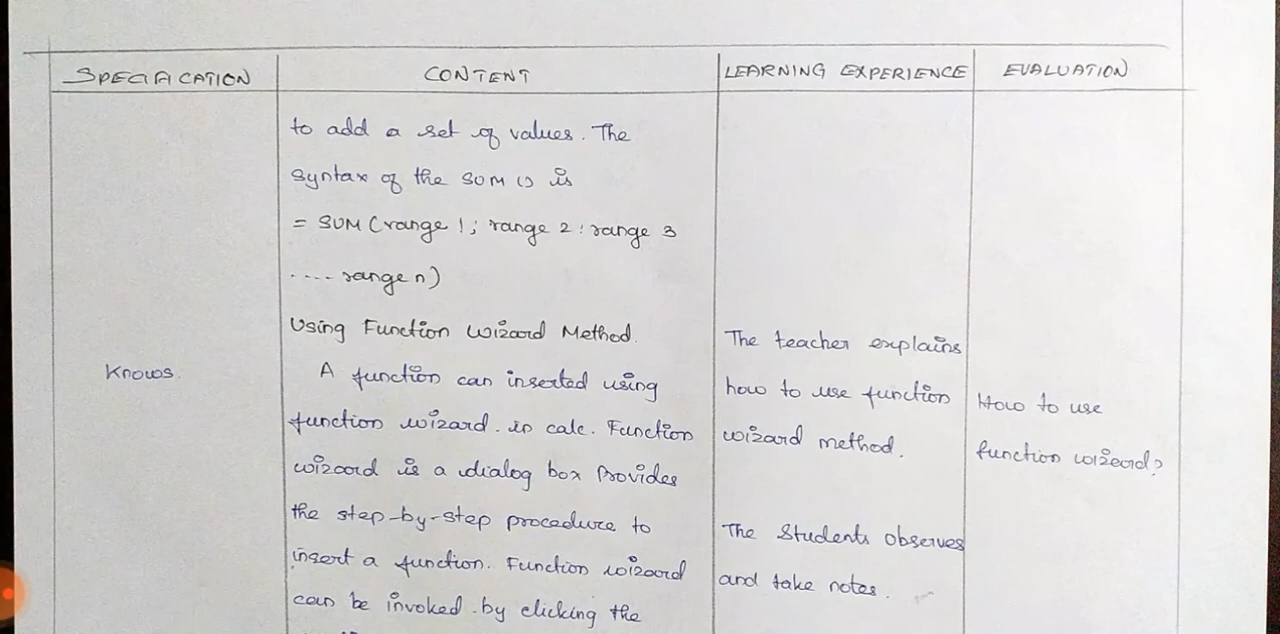 SPECIFICATION CONTENT LEARNING EXPERIENCE EVALUATION
to add a set of values. The
syntax of the SUM () is
= SUM (range 1; range 2 : range 3
.... range n)
Using Function Wizard Method.
Knows.
A function can inserted using
function wizard. in calc. Function
wizoord is a dialog box Provides
the step-by-step procedure to
insert a function. Function wizoord
can be invoked by clicking the
The teacher explains
how to use function
wizard method.
The Students observes
and take notes.
How to use
function wizard?